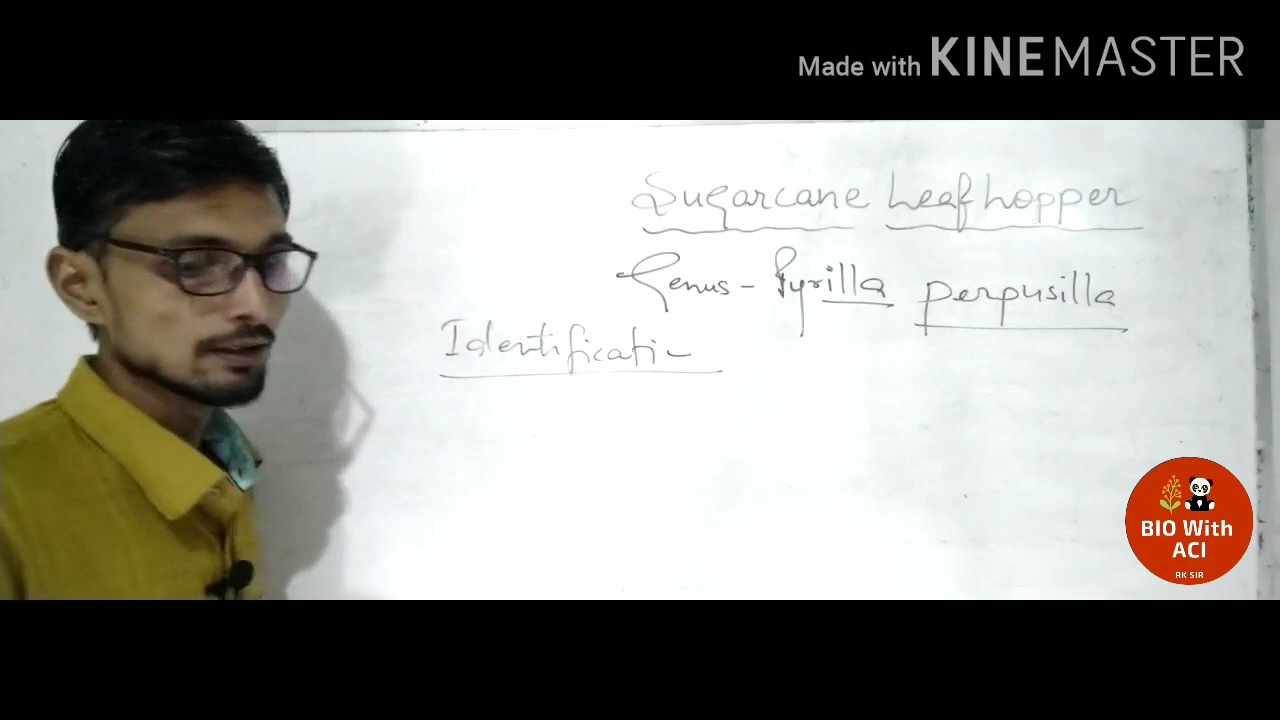 Made with KINEMASTER
Sugarcane Leafhopper
Genus - Pyrilla perpusilla
Identificati-
BIO With
ACI
RK SIR